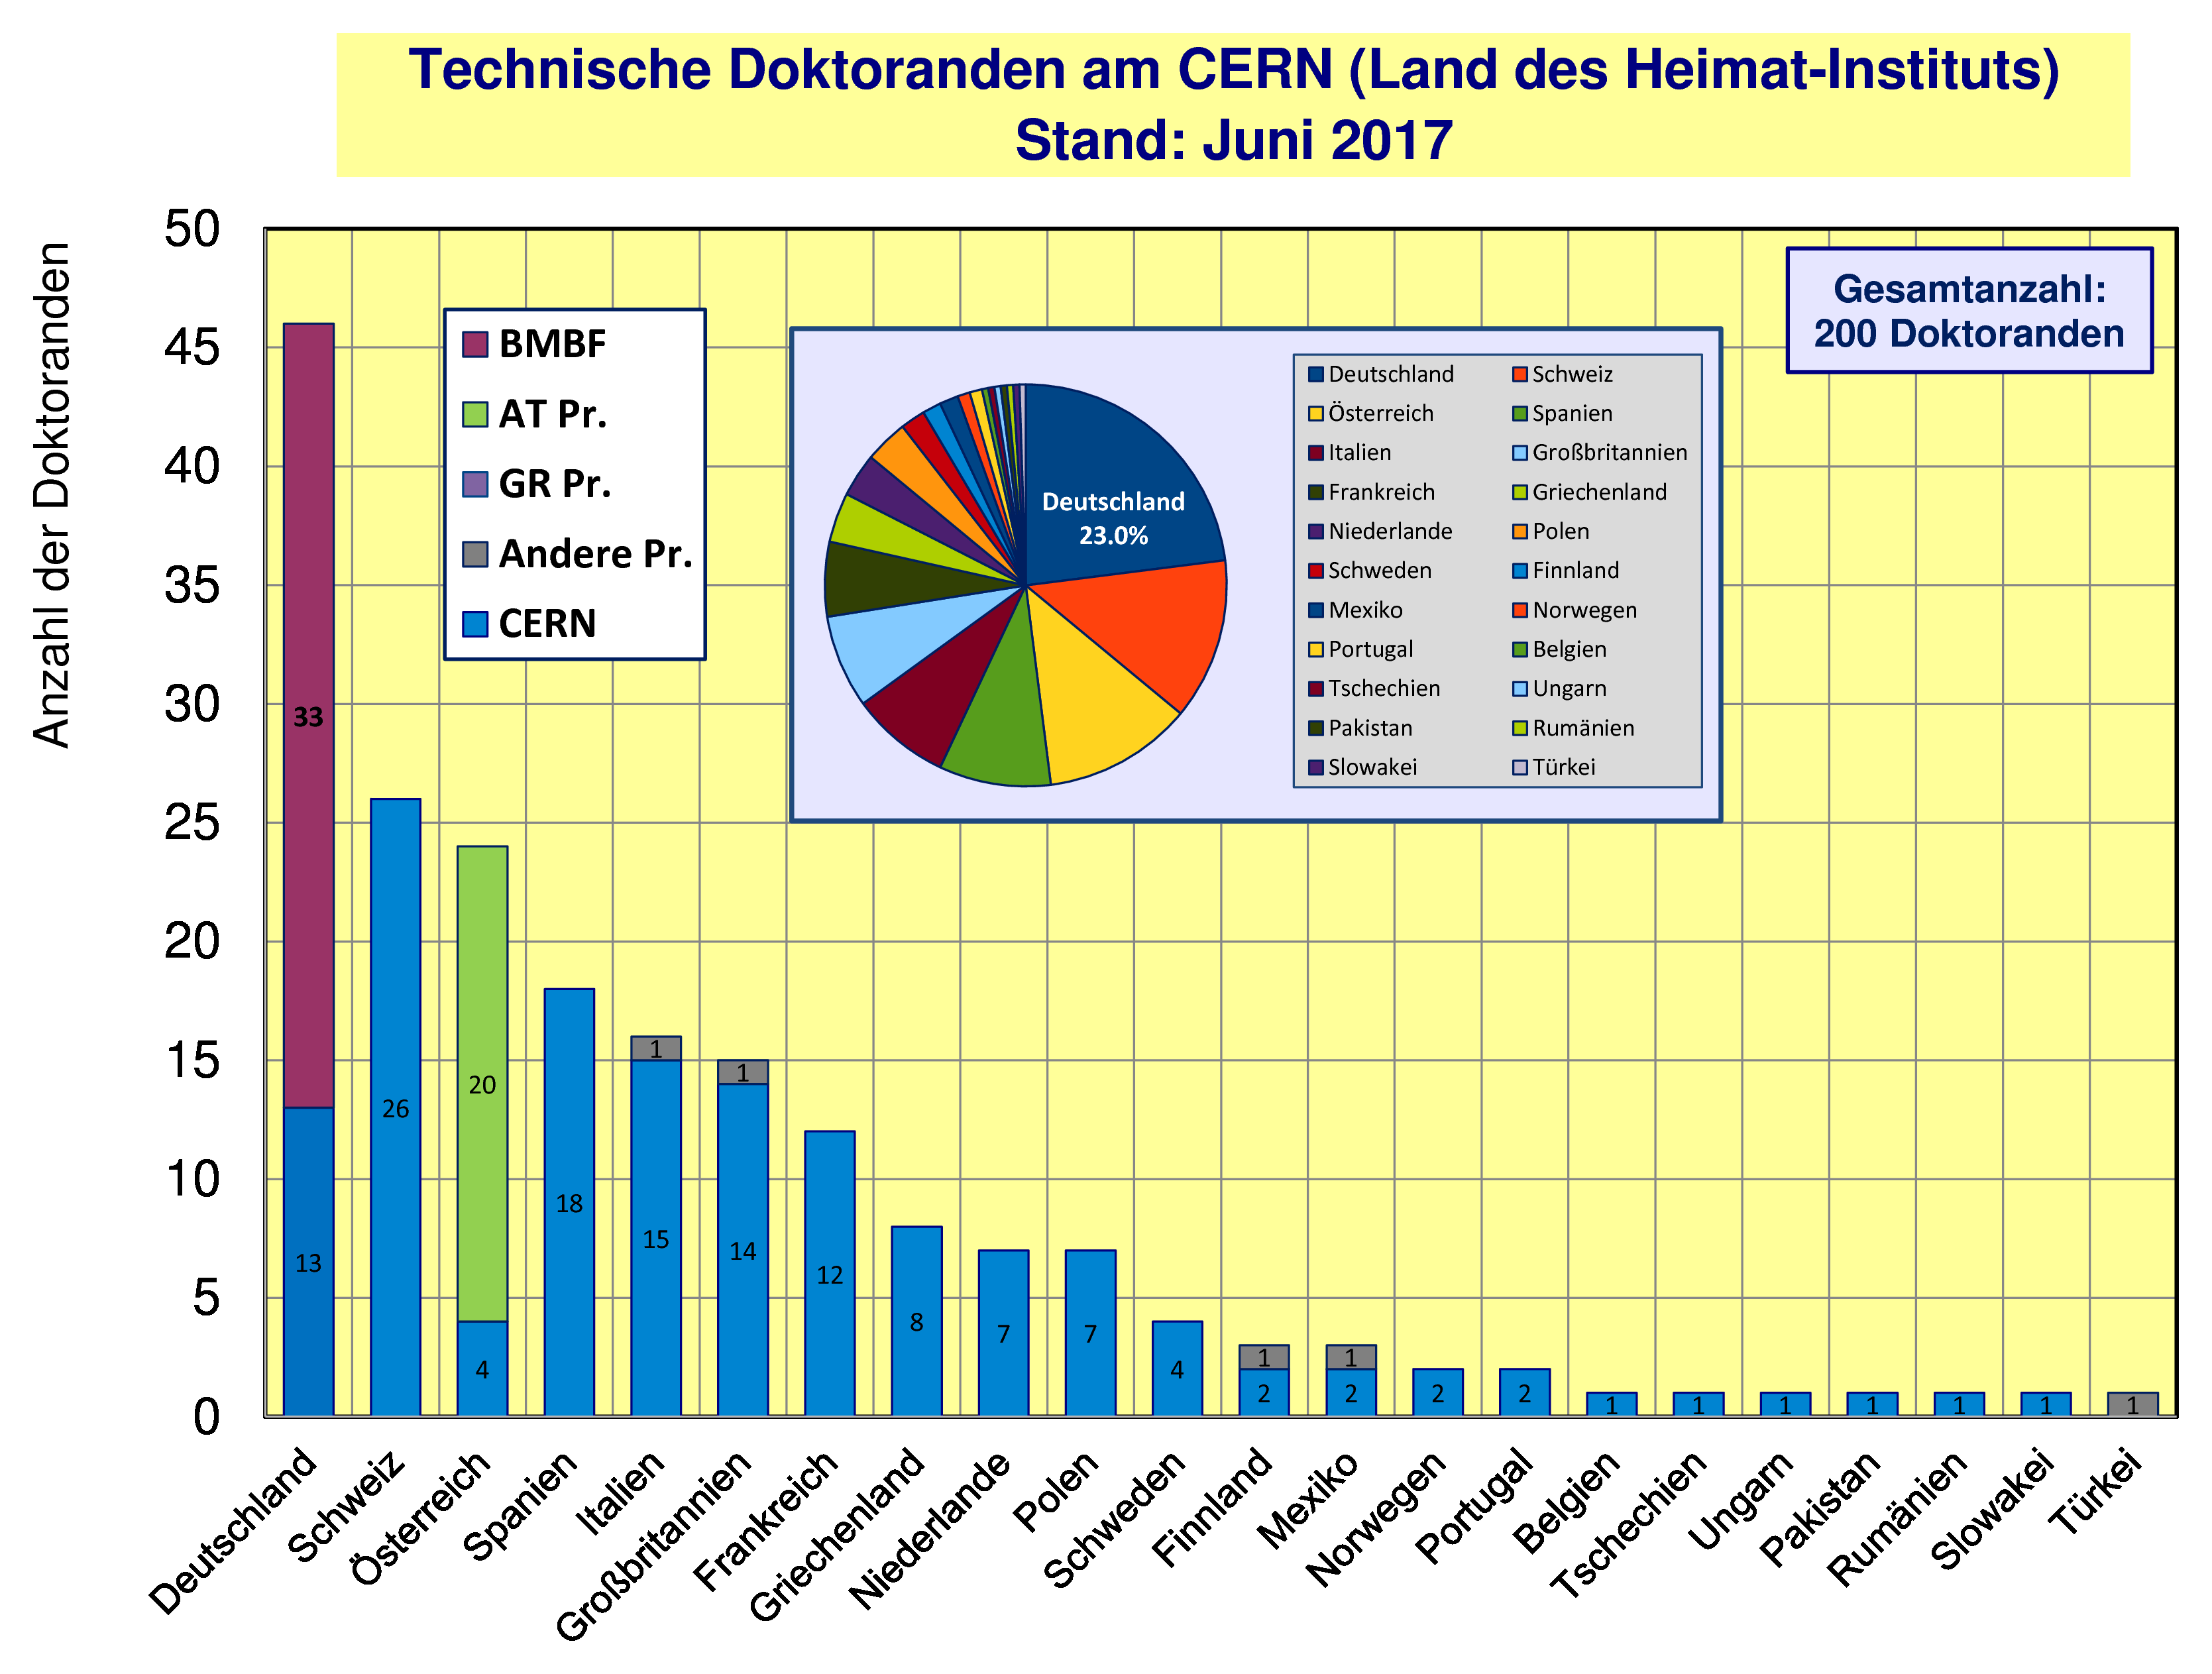 Technische Doktoranden am CERN (Land des Heimat-Instituts)
Stand: Juni 2017
Anzahl der Doktoranden
50
45
40
35
30
25
20
15
10
5
0
BMBF
AT Pr.
GR Pr.
Andere Pr.
CERN
Deutschland
23.0%
Deutschland Schweiz
Österreich Spanien
Italien Großbritannien
Frankreich Griechenland
Niederlande Polen
Schweden Finnland
Mexiko Norwegen
Portugal Belgien
Tschechien Ungarn
Pakistan Rumänien
Slowakei Türkei
Gesamtanzahl:
200 Doktoranden
33
13
26
20
4
18
1
15
1
14
12
8
7
7
4
1
2
1
2
2
2
1
1
1
1
1
1
1
Deutschland
Schweiz
Österreich
Spanien
Italien
Großbritannien
Frankreich
Griechenland
Niederlande
Polen
Schweden
Finnland
Mexiko
Norwegen
Portugal
Belgien
Tschechien
Ungarn
Pakistan
Rumänien
Slowakei
Türkei